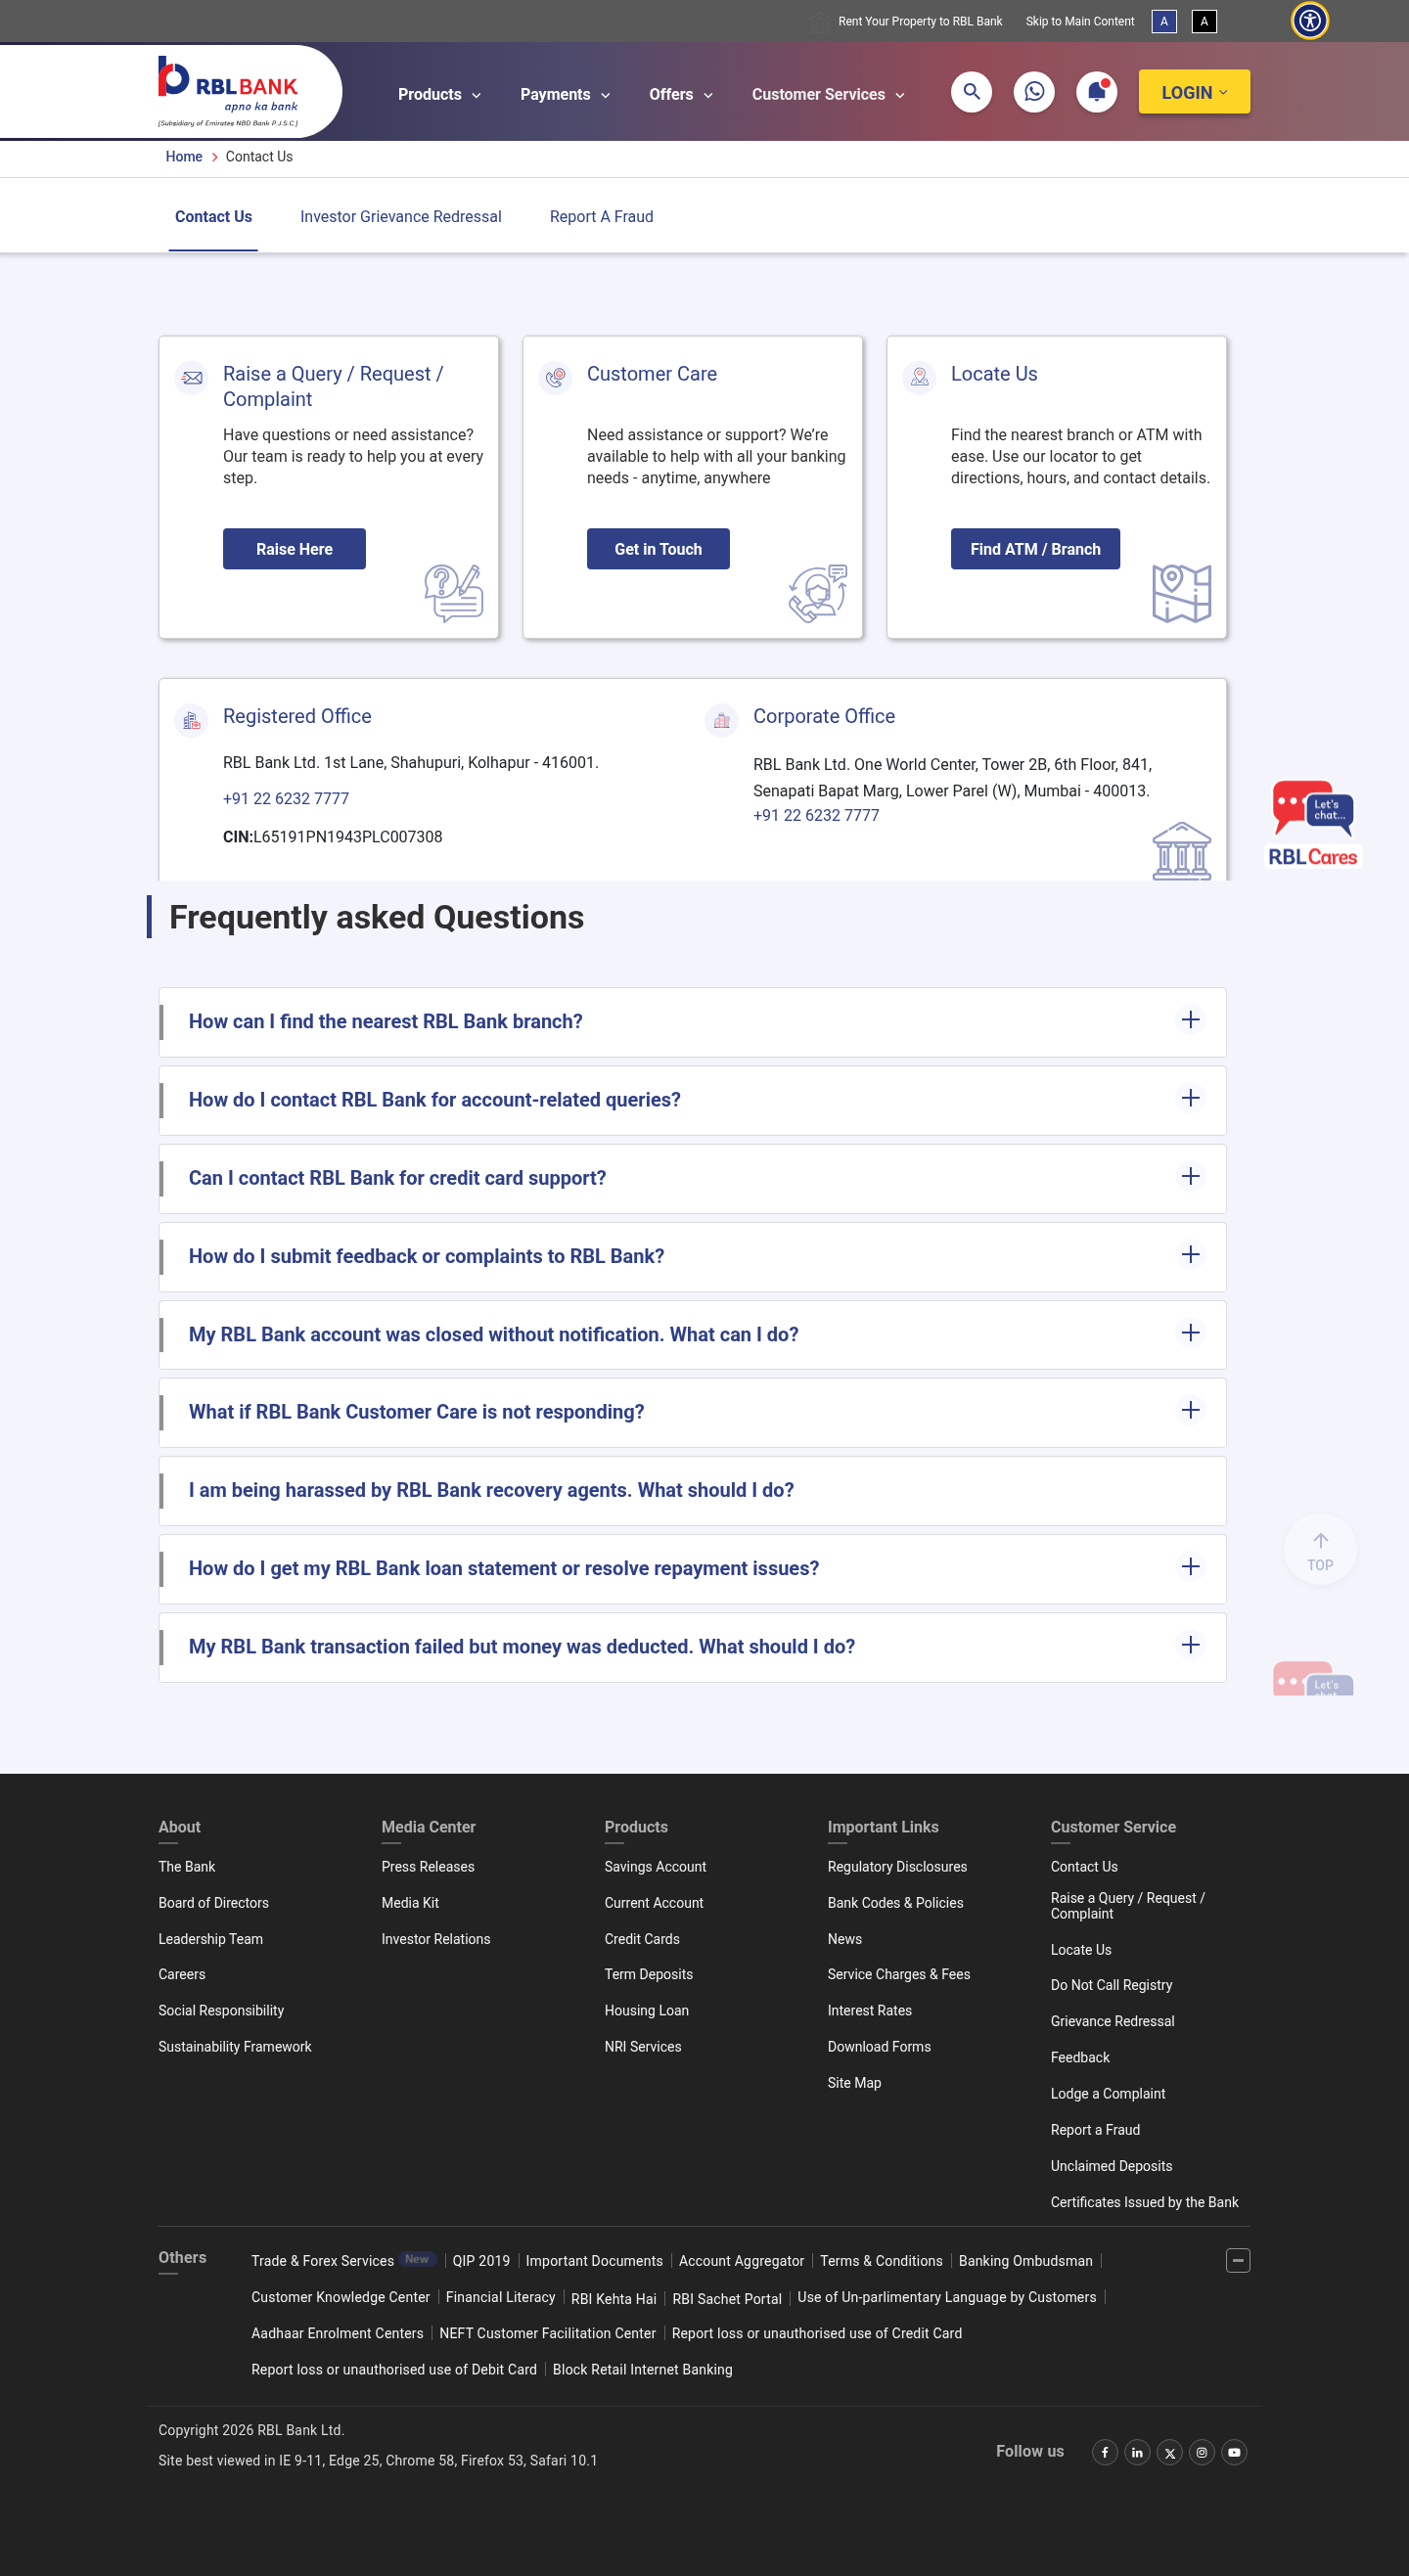 Rent Your Property to RBL Bank
Skip to Main Content
A
A
RBLBANK
apno ka bank
(Subsidiary of Emirates NBD Bank P.J.S.C)
Products
Payments
Offers
Customer Services
LOGIN
Home
Contact Us
Contact Us
Investor Grievance Redressal
Report A Fraud
Raise a Query / Request /
Complaint
Have questions or need assistance?
Our team is ready to help you at every
step.
Raise Here
Customer Care
Need assistance or support? We’re
available to help with all your banking
needs - anytime, anywhere
Get in Touch
Locate Us
Find the nearest branch or ATM with
ease. Use our locator to get
directions, hours, and contact details.
Find ATM / Branch
Registered Office
RBL Bank Ltd. 1st Lane, Shahupuri, Kolhapur - 416001.
+91 22 6232 7777
CIN:L65191PN1943PLC007308
Corporate Office
RBL Bank Ltd. One World Center, Tower 2B, 6th Floor, 841,
Senapati Bapat Marg, Lower Parel (W), Mumbai - 400013.
+91 22 6232 7777
Let's
chat...
RBLCares
Frequently asked Questions
How can I find the nearest RBL Bank branch?
How do I contact RBL Bank for account-related queries?
Can I contact RBL Bank for credit card support?
How do I submit feedback or complaints to RBL Bank?
My RBL Bank account was closed without notification. What can I do?
What if RBL Bank Customer Care is not responding?
I am being harassed by RBL Bank recovery agents. What should I do?
How do I get my RBL Bank loan statement or resolve repayment issues?
TOP
My RBL Bank transaction failed but money was deducted. What should I do?
Let's
chat
About
The Bank
Board of Directors
Leadership Team
Careers
Social Responsibility
Sustainability Framework
Media Center
Press Releases
Media Kit
Investor Relations
Products
Savings Account
Current Account
Credit Cards
Term Deposits
Housing Loan
NRI Services
Important Links
Regulatory Disclosures
Bank Codes & Policies
News
Service Charges & Fees
Interest Rates
Download Forms
Site Map
Customer Service
Contact Us
Raise a Query / Request /
Complaint
Locate Us
Do Not Call Registry
Grievance Redressal
Feedback
Lodge a Complaint
Report a Fraud
Unclaimed Deposits
Certificates Issued by the Bank
Others
Trade & Forex Services New QIP 2019 Important Documents Account Aggregator Terms & Conditions Banking Ombudsman
Customer Knowledge Center Financial Literacy RBI Kehta Hai RBI Sachet Portal Use of Un-parlimentary Language by Customers
Aadhaar Enrolment Centers NEFT Customer Facilitation Center Report loss or unauthorised use of Credit Card
Report loss or unauthorised use of Debit Card Block Retail Internet Banking
Copyright 2026 RBL Bank Ltd.
Site best viewed in IE 9-11, Edge 25, Chrome 58, Firefox 53, Safari 10.1
Follow us